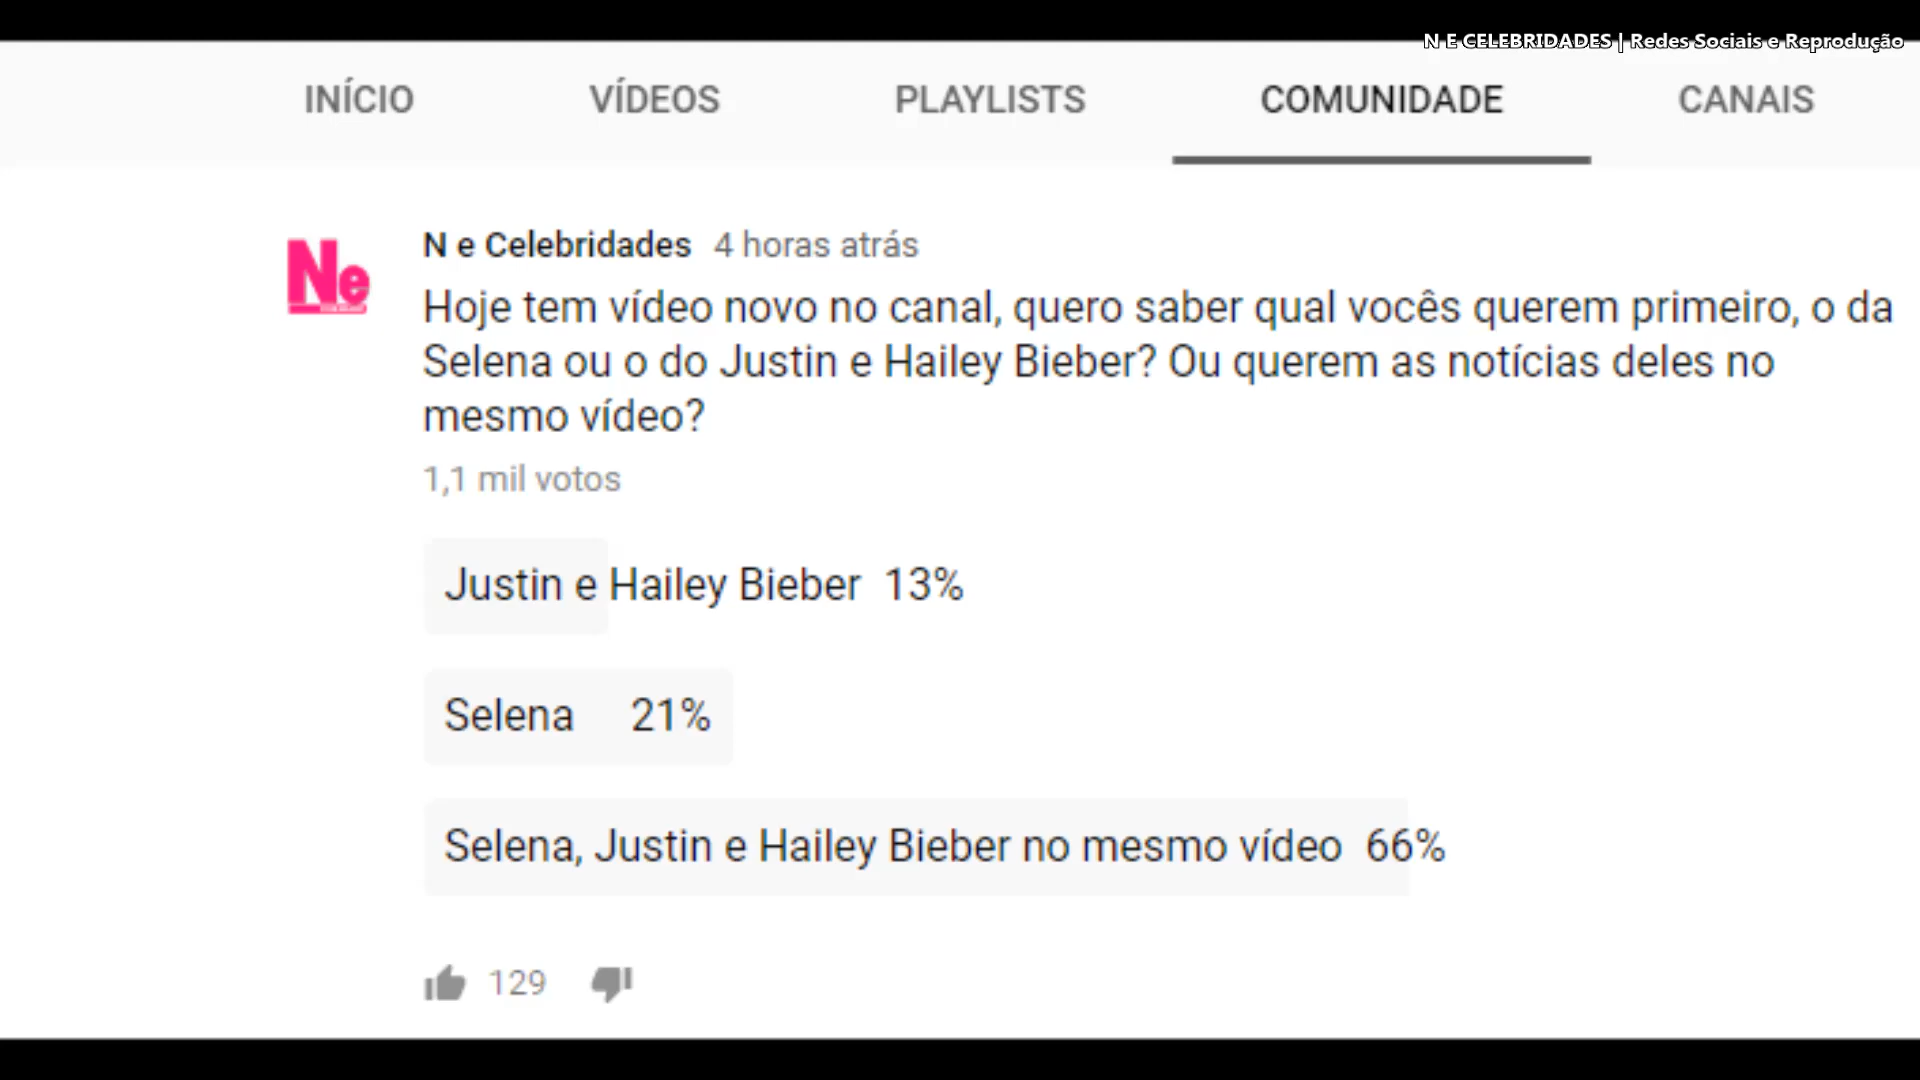 N E CELEBRIDADES | Redes Sociais e Reprodução
INÍCIO VÍDEOS PLAYLISTS COMUNIDADE CANAIS
Ne
N e Celebridades 4 horas atrás
Hoje tem vídeo novo no canal, quero saber qual vocês querem primeiro, o da
Selena ou o do Justin e Hailey Bieber? Ou querem as notícias deles no
mesmo vídeo?
1,1 mil votos
Justin e Hailey Bieber 13%
Selena 21%
Selena, Justin e Hailey Bieber no mesmo vídeo 66%
129